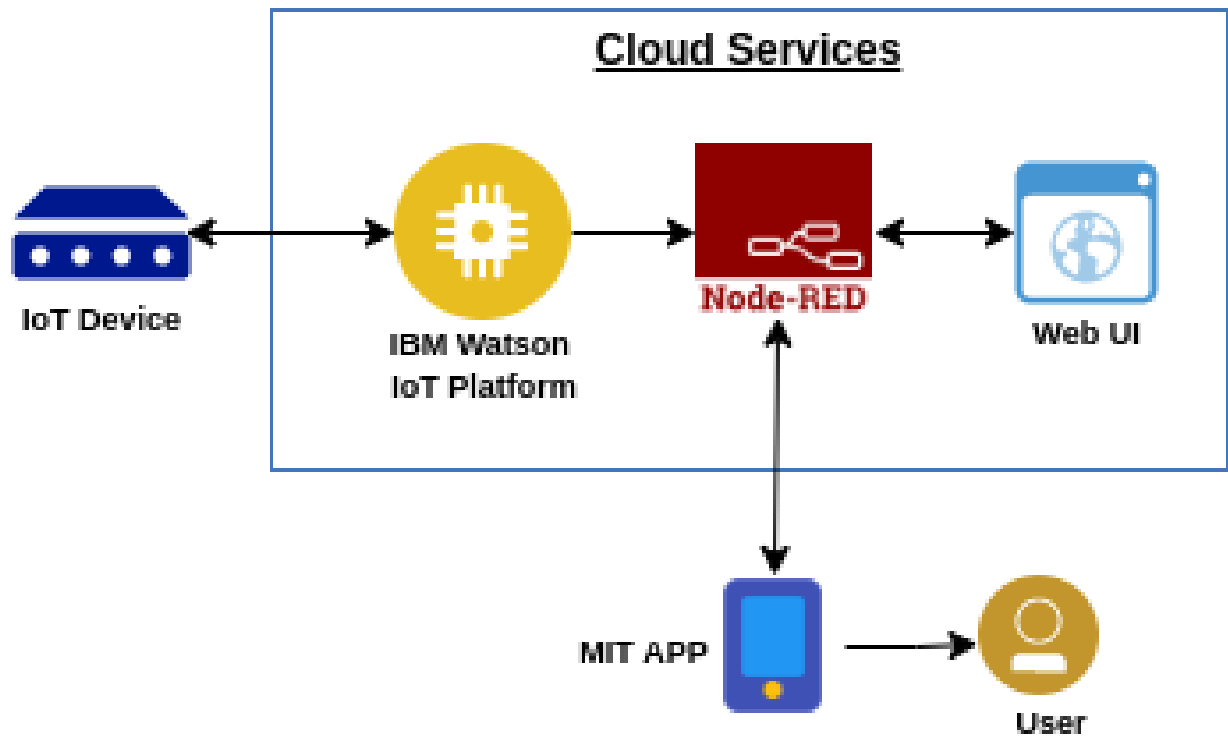 Cloud Services
IoT Device
IBM Watson
IoT Platform
Node-RED
Web UI
MIT APP
User